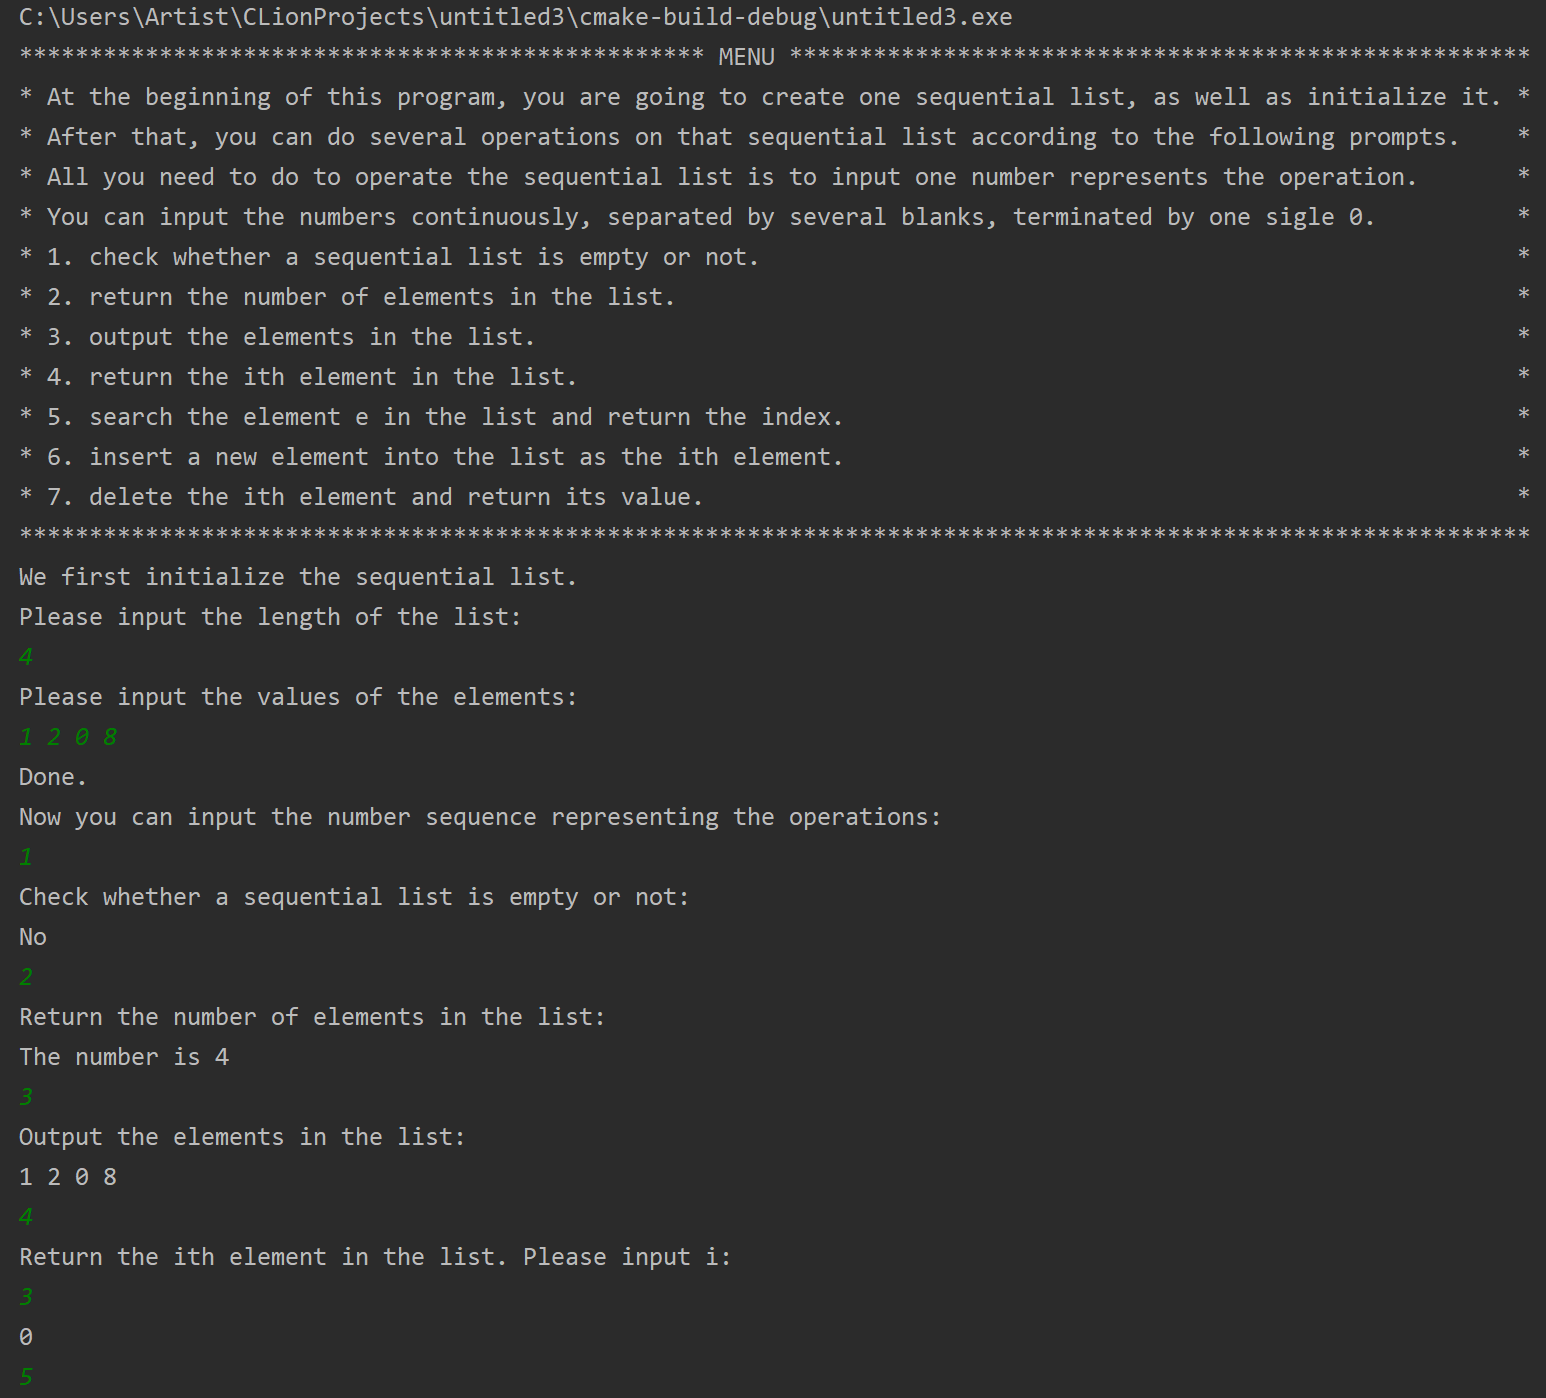 C:\Users\Artist\CLionProjects\untitled3\cmake-build-debug\untitled3.exe
************************************************* MENU *****************************************************
* At the beginning of this program, you are going to create one sequential list, as well as initialize it. *
* After that, you can do several operations on that sequential list according to the following prompts.    *
* All you need to do to operate the sequential list is to input one number represents the operation.       *
* You can input the numbers continuously, separated by several blanks, terminated by one sigle 0.          *
* 1. check whether a sequential list is empty or not.                                                      *
* 2. return the number of elements in the list.                                                            *
* 3. output the elements in the list.                                                                      *
* 4. return the ith element in the list.                                                                   *
* 5. search the element e in the list and return the index.                                                *
* 6. insert a new element into the list as the ith element.                                                *
* 7. delete the ith element and return its value.                                                          *
************************************************************************************************************
We first initialize the sequential list.
Please input the length of the list:
4
Please input the values of the elements:
1 2 0 8
Done.
Now you can input the number sequence representing the operations:
1
Check whether a sequential list is empty or not:
No
2
Return the number of elements in the list:
The number is 4
3
Output the elements in the list:
1 2 0 8
4
Return the ith element in the list. Please input i:
3
0
5